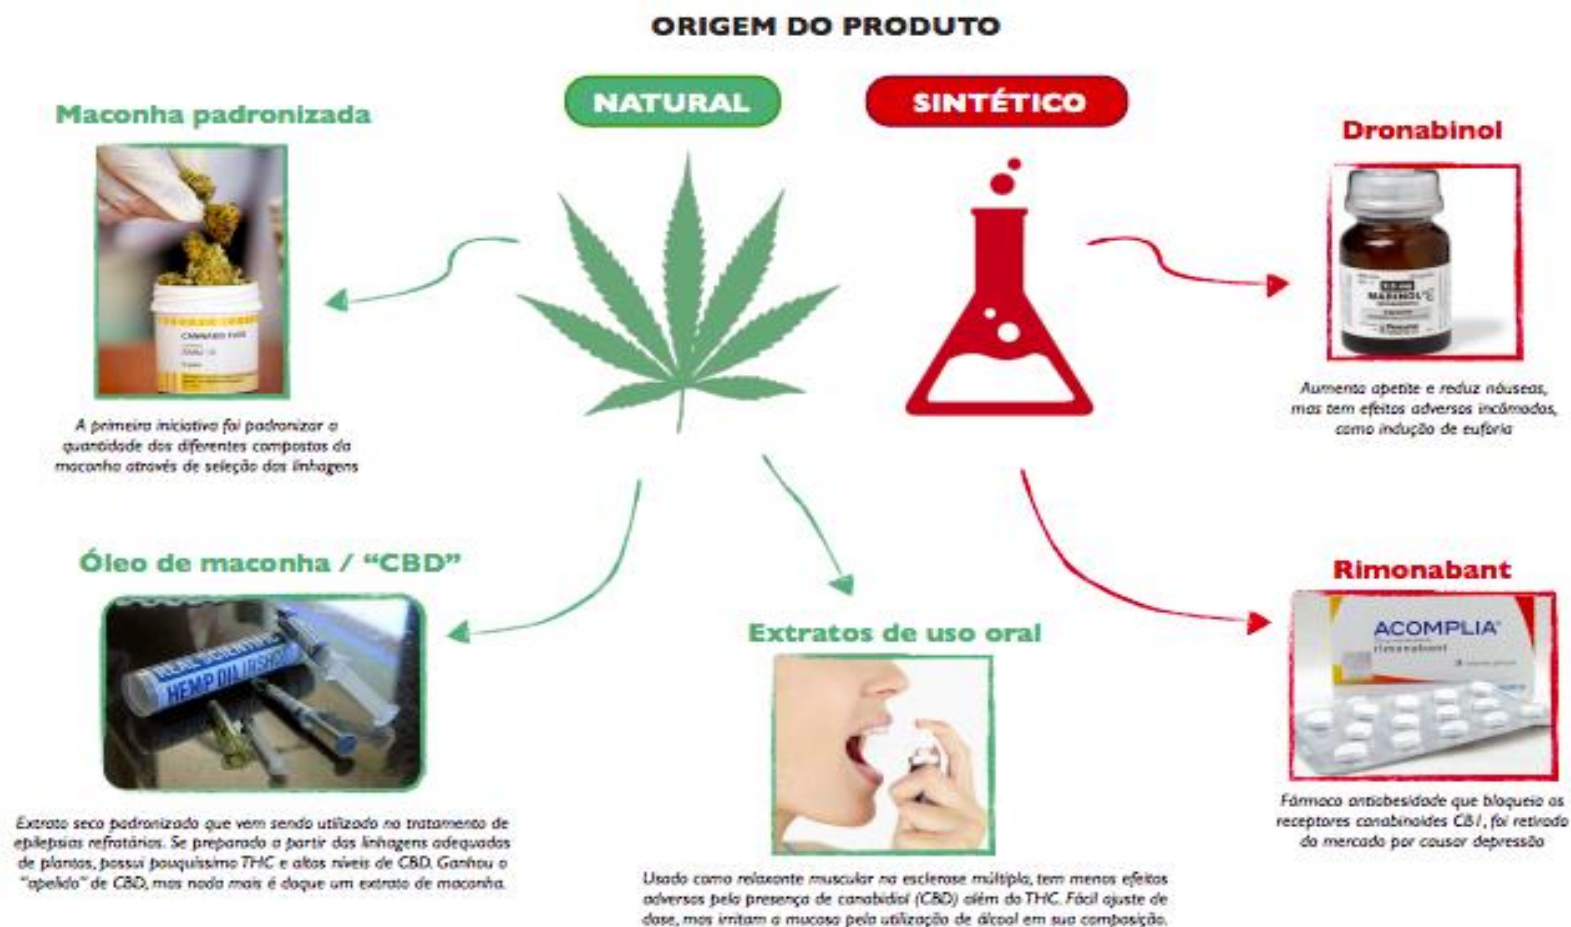 ORIGEM DO PRODUTO
NATURAL
SINTÉTICO
Maconha padronizada
A primeira iniciativa foi padronizar a
quantidade dos diferentes compostos da
maconha através de seleção das linhagens
Dronabinol
MARINOL
Aumenta apetite e reduz náuseas,
mas tem efeitos adversos incômodos,
como indução de euforia
Óleo de maconha / “CBD”
REAL SCIENTIFIC
HEMP OIL
Extrato seco padronizado que vem sendo utilizado no tratamento de
epilepsias refratárias. Se preparado a partir das linhagens adequadas
de plantas, possui pouquíssimo THC e altos níveis de CBD. Ganhou o
“apelido” de CBD, mas nada mais é doque um extrato de maconha.
Extratos de uso oral
Usado como relaxante muscular na esclerose múltipla, tem menos efeitos
adversos pela presença de canabidiol (CBD) além do THC. Fácil ajuste de
dose, mas irritam a mucosa pela utilização de álcool em sua composição.
Rimonabant
ACOMPLIA®
rimonabant
Fármaco antiobesidade que bloqueia os
receptores canabinoides CB1, foi retirado
do mercado por causar depressão